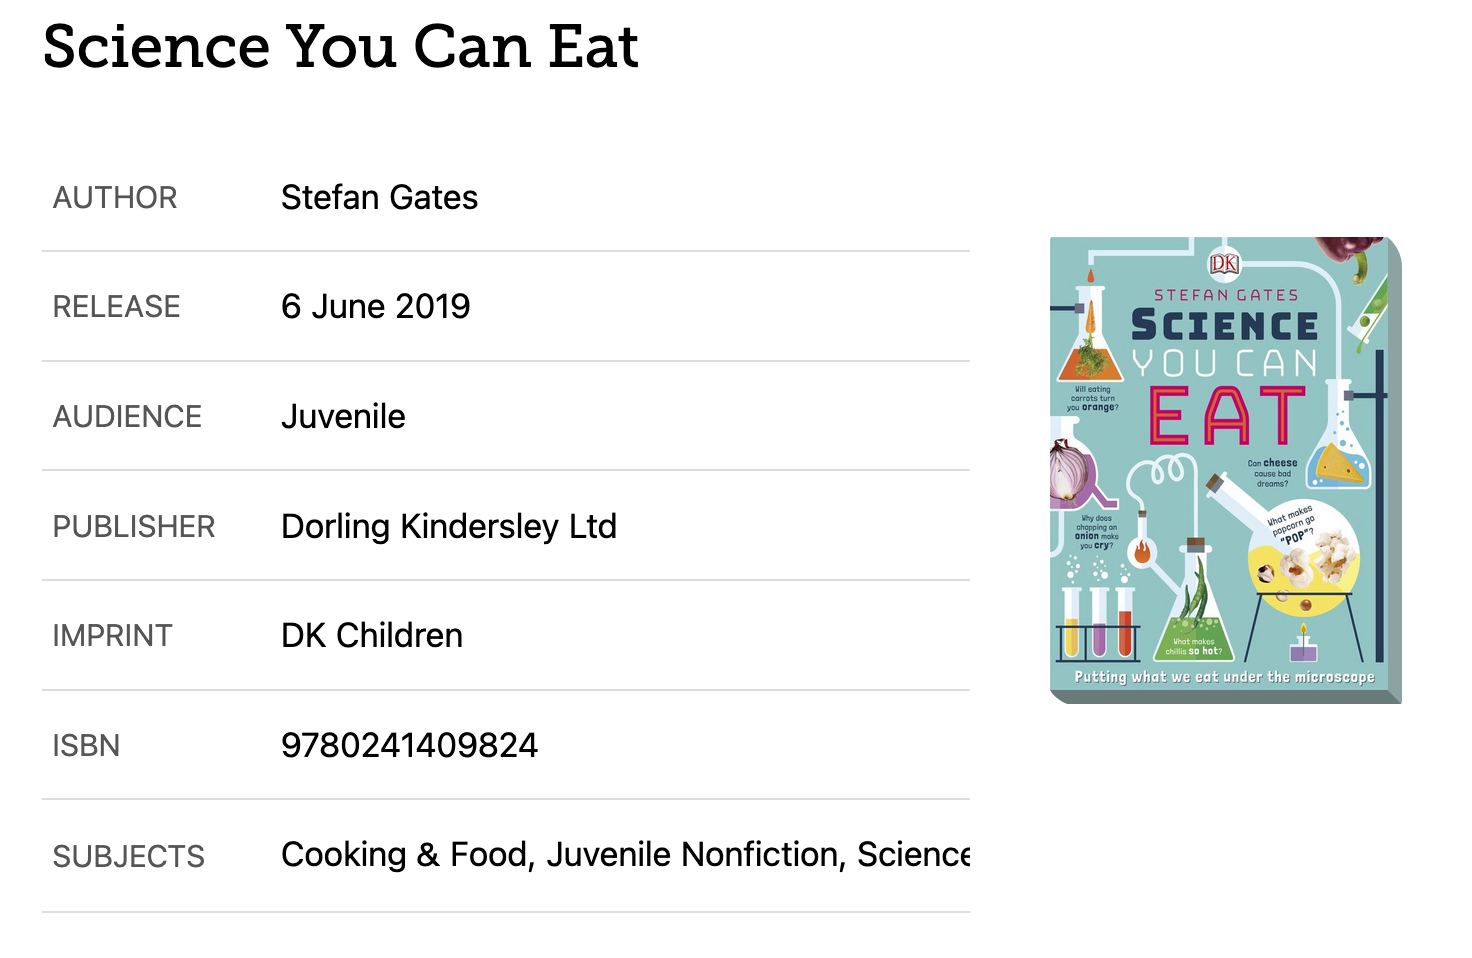 Science You Can Eat
AUTHOR Stefan Gates
RELEASE 6 June 2019
AUDIENCE Juvenile
PUBLISHER Dorling Kindersley Ltd
IMPRINT DK Children
ISBN 9780241409824
SUBJECTS Cooking & Food, Juvenile Nonfiction, Science
DK
STEFAN GATES
SCIENCE
YOU CAN
EAT
Will eating
carrots turn
you orange?
Can cheese
cause bad
dreams?
Why does
chopping an
onion make
you cry?
What makes
popcorn go
"POP"?
What makes
chillis so hot?
Putting what we eat under the microscope